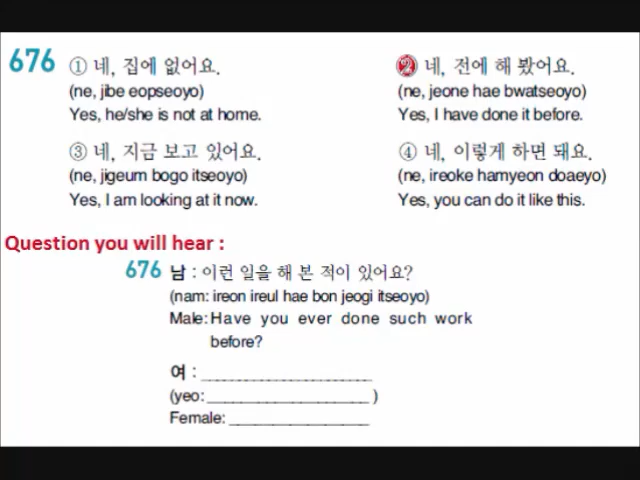 676 ① 네, 집에 없어요. ② 네, 전에 해 봤어요.
(ne, jibe eopseoyo) (ne, jeone hae bwatseoyo)
Yes, he/she is not at home. Yes, I have done it before.
③ 네, 지금 보고 있어요. ④ 네, 이렇게 하면 돼요.
(ne, jigeum bogo itseoyo) (ne, ireoke hamyeon doaeyo)
Yes, I am looking at it now. Yes, you can do it like this.
Question you will hear :
676 남 : 이런 일을 해 본 적이 있어요?
(nam: ireon ireul hae bon jeogi itseoyo)
Male: Have you ever done such work
before?
여 : ____________________
(yeo: ____________________ )
Female: ____________________